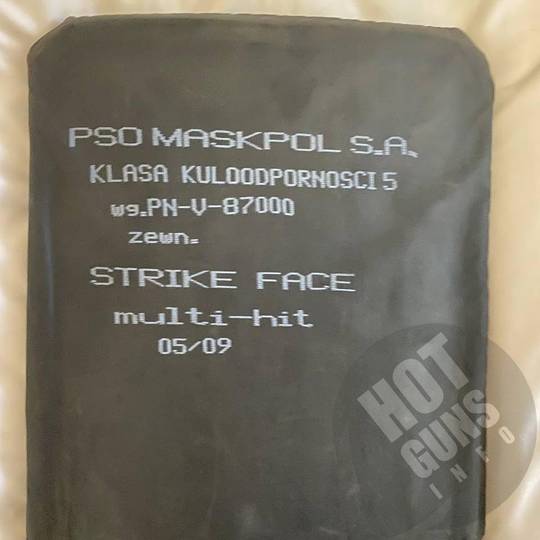 PSO MASKPOL S.A.
KLASA KULOODPORNOSCI 5
wg.PN-V-87000
zewn.
STRIKE FACE
multi-hit
05/09
HOT
GUNS
INFO